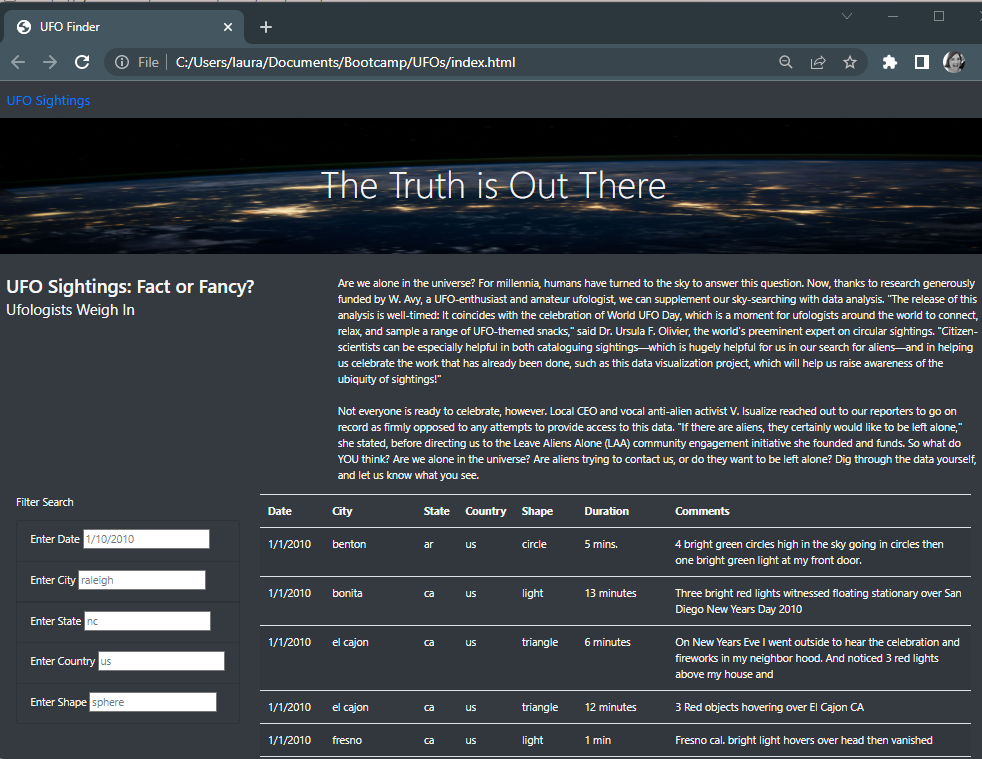 UFO Finder
File
C:/Users/laura/Documents/Bootcamp/UFOs/index.html
UFO Sightings
The Truth is Out There
UFO Sightings: Fact or Fancy?
Ufologists Weigh In
Are we alone in the universe? For millennia, humans have turned to the sky to answer this question. Now, thanks to research generously
funded by W. Avy, a UFO-enthusiast and amateur ufologist, we can supplement our sky-searching with data analysis. "The release of this
analysis is well-timed: It coincides with the celebration of World UFO Day, which is a moment for ufologists around the world to connect,
relax, and sample a range of UFO-themed snacks," said Dr. Ursula F. Olivier, the world's preeminent expert on circular sightings. "Citizen-
scientists can be especially helpful in both cataloguing sightings—which is hugely helpful for us in our search for aliens—and in helping
us celebrate the work that has already been done, such as this data visualization project, which will help us raise awareness of the
ubiquity of sightings!"
Not everyone is ready to celebrate, however. Local CEO and vocal anti-alien activist V. Isualize reached out to our reporters to go on
record as firmly opposed to any attempts to provide access to this data. "If there are aliens, they certainly would like to be left alone,"
she stated, before directing us to the Leave Aliens Alone (LAA) community engagement initiative she founded and funds. So what do
YOU think? Are we alone in the universe? Are aliens trying to contact us, or do they want to be left alone? Dig through the data yourself,
and let us know what you see.
Filter Search
Enter Date 1/10/2010
Enter City raleigh
Enter State nc
Enter Country us
Enter Shape sphere
Date City State Country Shape Duration Comments
1/1/2010 benton ar us circle 5 mins. 4 bright green circles high in the sky going in circles then
one bright green light at my front door.
1/1/2010 bonita ca us light 13 minutes Three bright red lights witnessed floating stationary over San
Diego New Years Day 2010
1/1/2010 el cajon ca us triangle 6 minutes On New Years Eve I went outside to hear the celebration and
fireworks in my neighbor hood. And noticed 3 red lights
above my house and
1/1/2010 el cajon ca us triangle 12 minutes 3 Red objects hovering over El Cajon CA
1/1/2010 fresno ca us light 1 min Fresno cal. bright light hovers over head then vanished